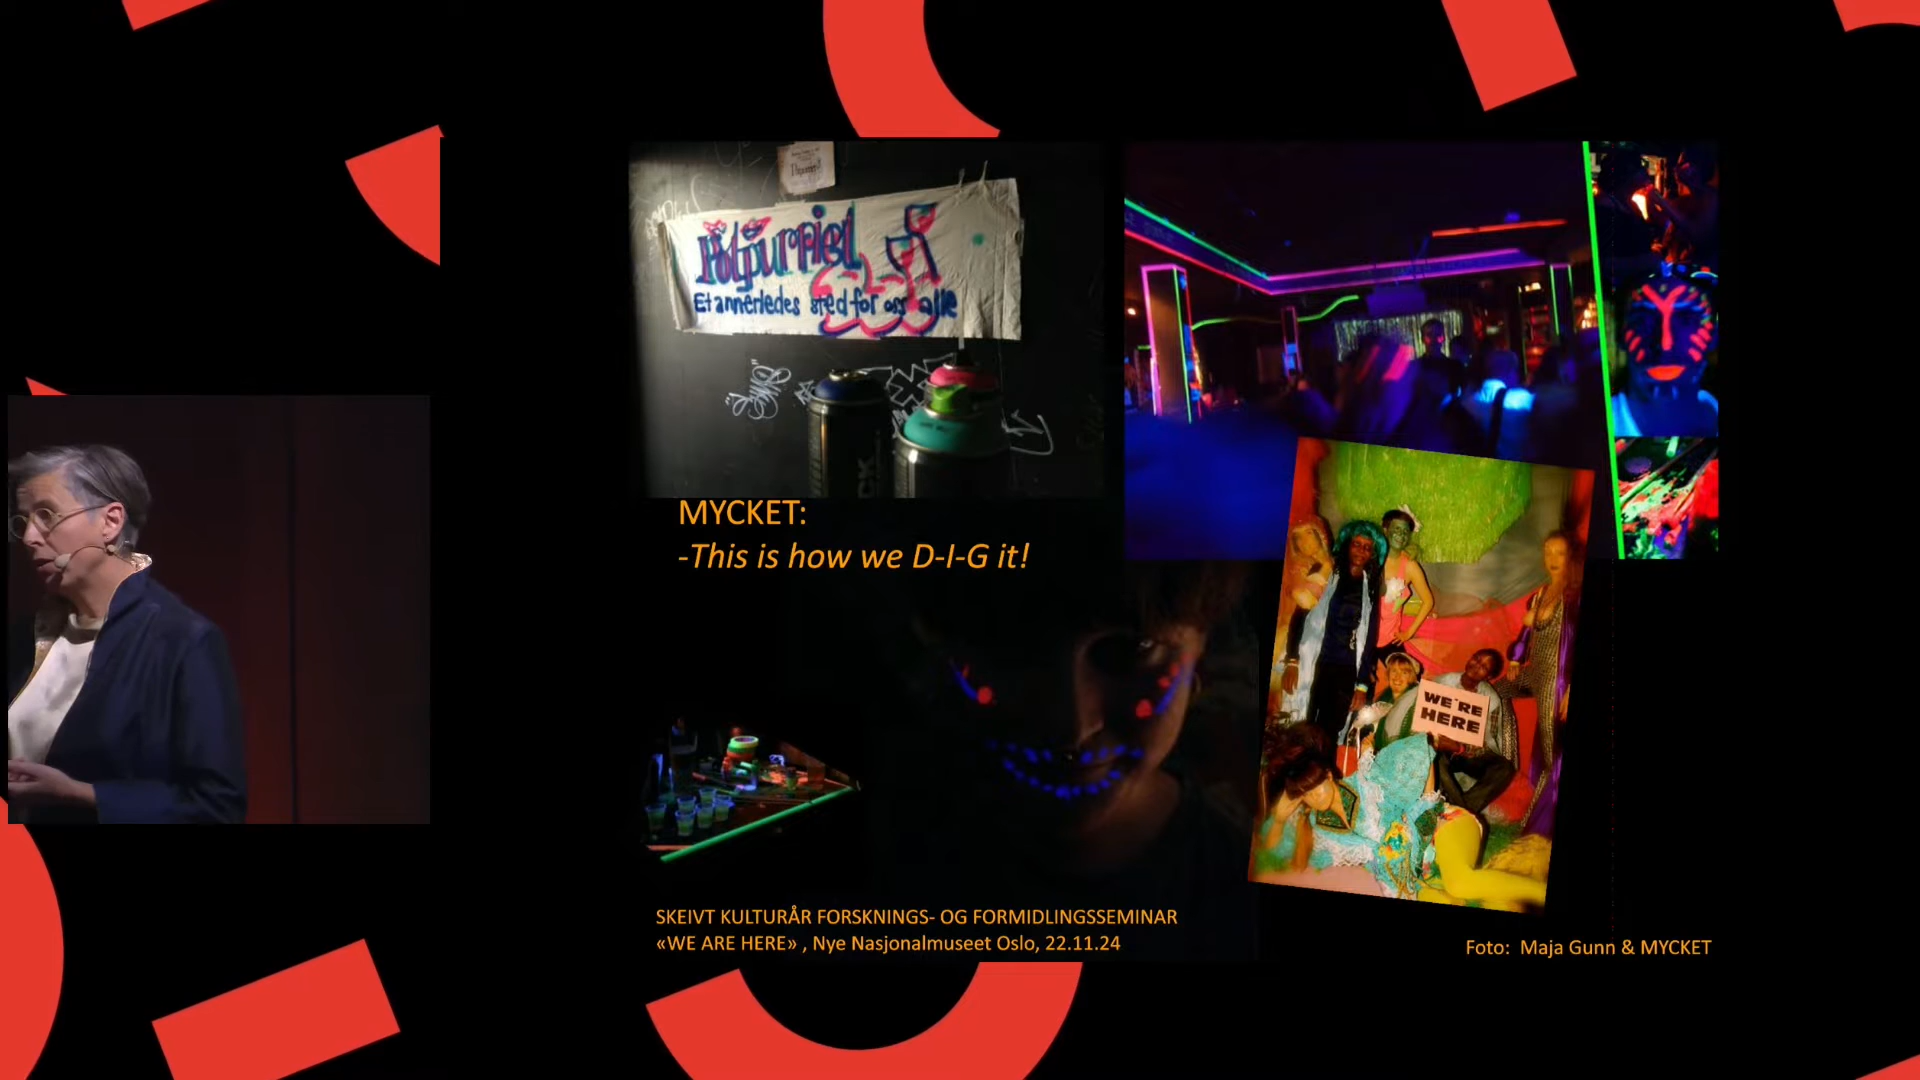 Potpurriet
Et annerledes sted for oss alle
MYCKET:
-This is how we D-I-G it!
WE'RE
HERE
SKEIVT KULTURÅR FORSKNINGS- OG FORMIDLINGSSEMINAR
«WE ARE HERE» , Nye Nasjonalmuseet Oslo, 22.11.24
Foto: Maja Gunn & MYCKET